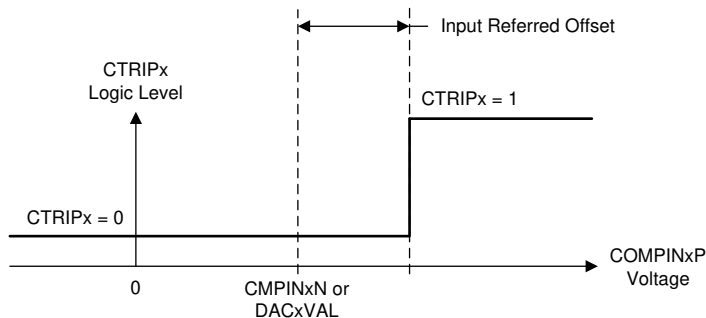 Input Referred Offset
CTRIPx
Logic Level
CTRIPx = 1
CTRIPx = 0
COMPINxP
Voltage
0
CMPINxN or
DACxVAL